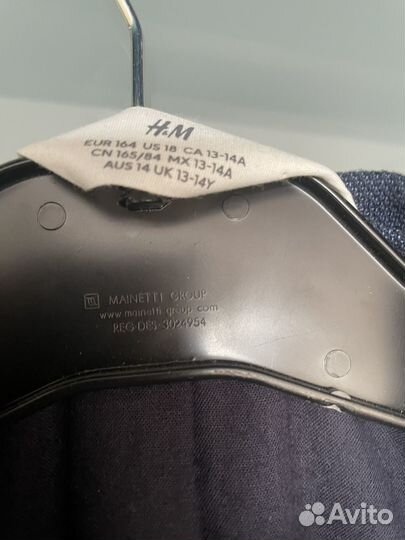 H&M
EUR 164 US 18 CA 13-14A
CN 165/84 MX 13-14A
AUS 14 UK 13-14Y
m MAINETTI GROUP
www.mainetti group.com
REG·DES 3024954
Avito